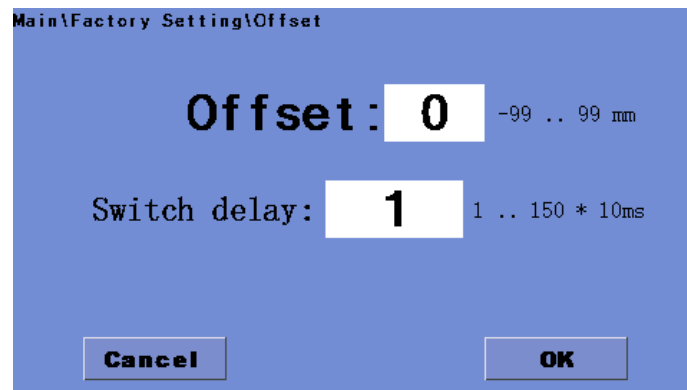 Main\Factory Setting\Offset
Offset: 0 -99 .. 99 mm
Switch delay: 1 1 .. 150 * 10ms
Cancel OK